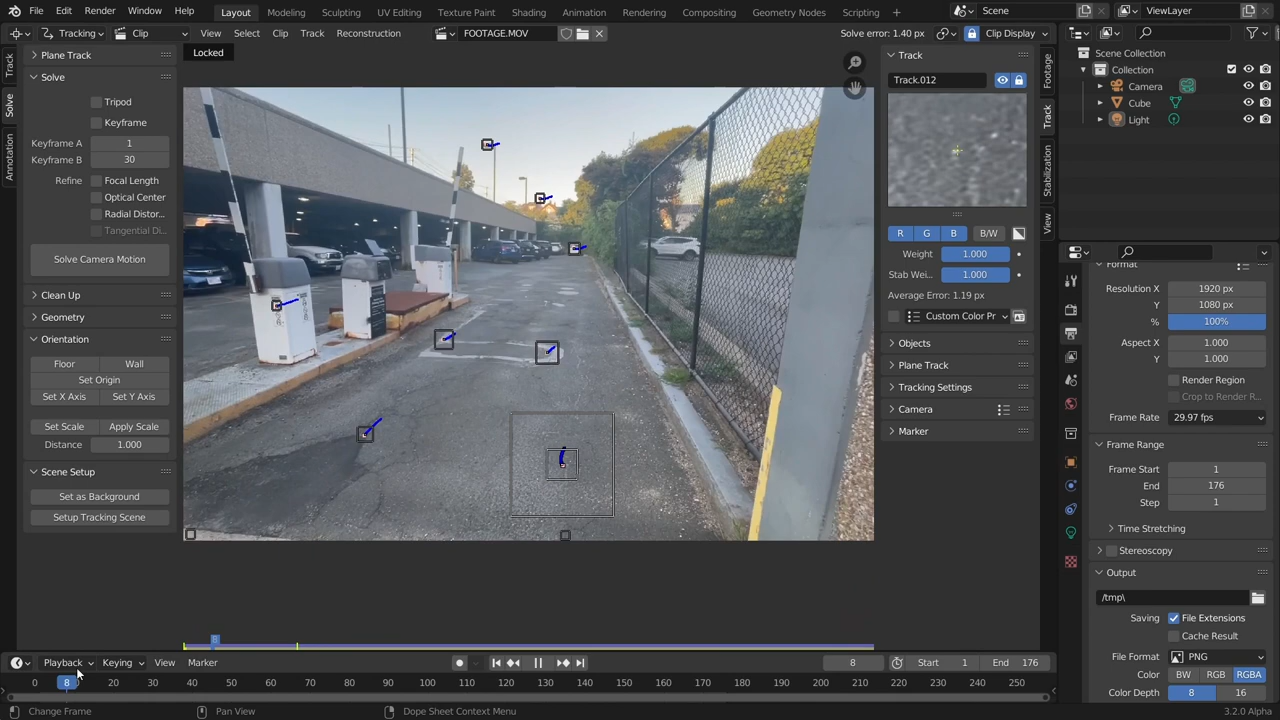 File Edit Render Window Help Layout Modeling Sculpting UV Editing Texture Paint Shading Animation Rendering Compositing Geometry Nodes Scripting Scene ViewLayer
Tracking Clip View Select Clip Track Reconstruction FOOTAGE.MOV Solve error: 1.40 px Clip Display
Locked
Track
Solve
Annotation
Plane Track
Solve
Tripod
Keyframe
Keyframe A 1
Keyframe B 30
Refine Focal Length
Optical Center
Radial Distor...
Tangential Di...
Solve Camera Motion
Clean Up
Geometry
Orientation
Floor Wall
Set Origin
Set X Axis Set Y Axis
Set Scale Apply Scale
Distance 1.000
Scene Setup
Set as Background
Setup Tracking Scene
Track
Track.012
R G B B/W
Weight 1.000
Stab Wei... 1.000
Average Error: 1.19 px
Custom Color Pr
Objects
Plane Track
Tracking Settings
Camera
Marker
Footage
Track
Stabilization
View
Scene Collection
Collection
Camera
Cube
Light
Format
Resolution X 1920 px
Y 1080 px
% 100%
Aspect X 1.000
Y 1.000
Render Region
Crop to Render R...
Frame Rate 29.97 fps
Frame Range
Frame Start 1
End 176
Step 1
Time Stretching
Stereoscopy
Output
/tmp\
Saving File Extensions
Cache Result
File Format PNG
Color BW RGB RGBA
Color Depth 8 16
8
Playback Keying View Marker 8 Start 1 End 176
0 8 20 30 40 50 60 70 80 90 100 110 120 130 140 150 160 170 180 190 200 210 220 230 240 250
Change Frame Pan View Dope Sheet Context Menu 3.2.0 Alpha